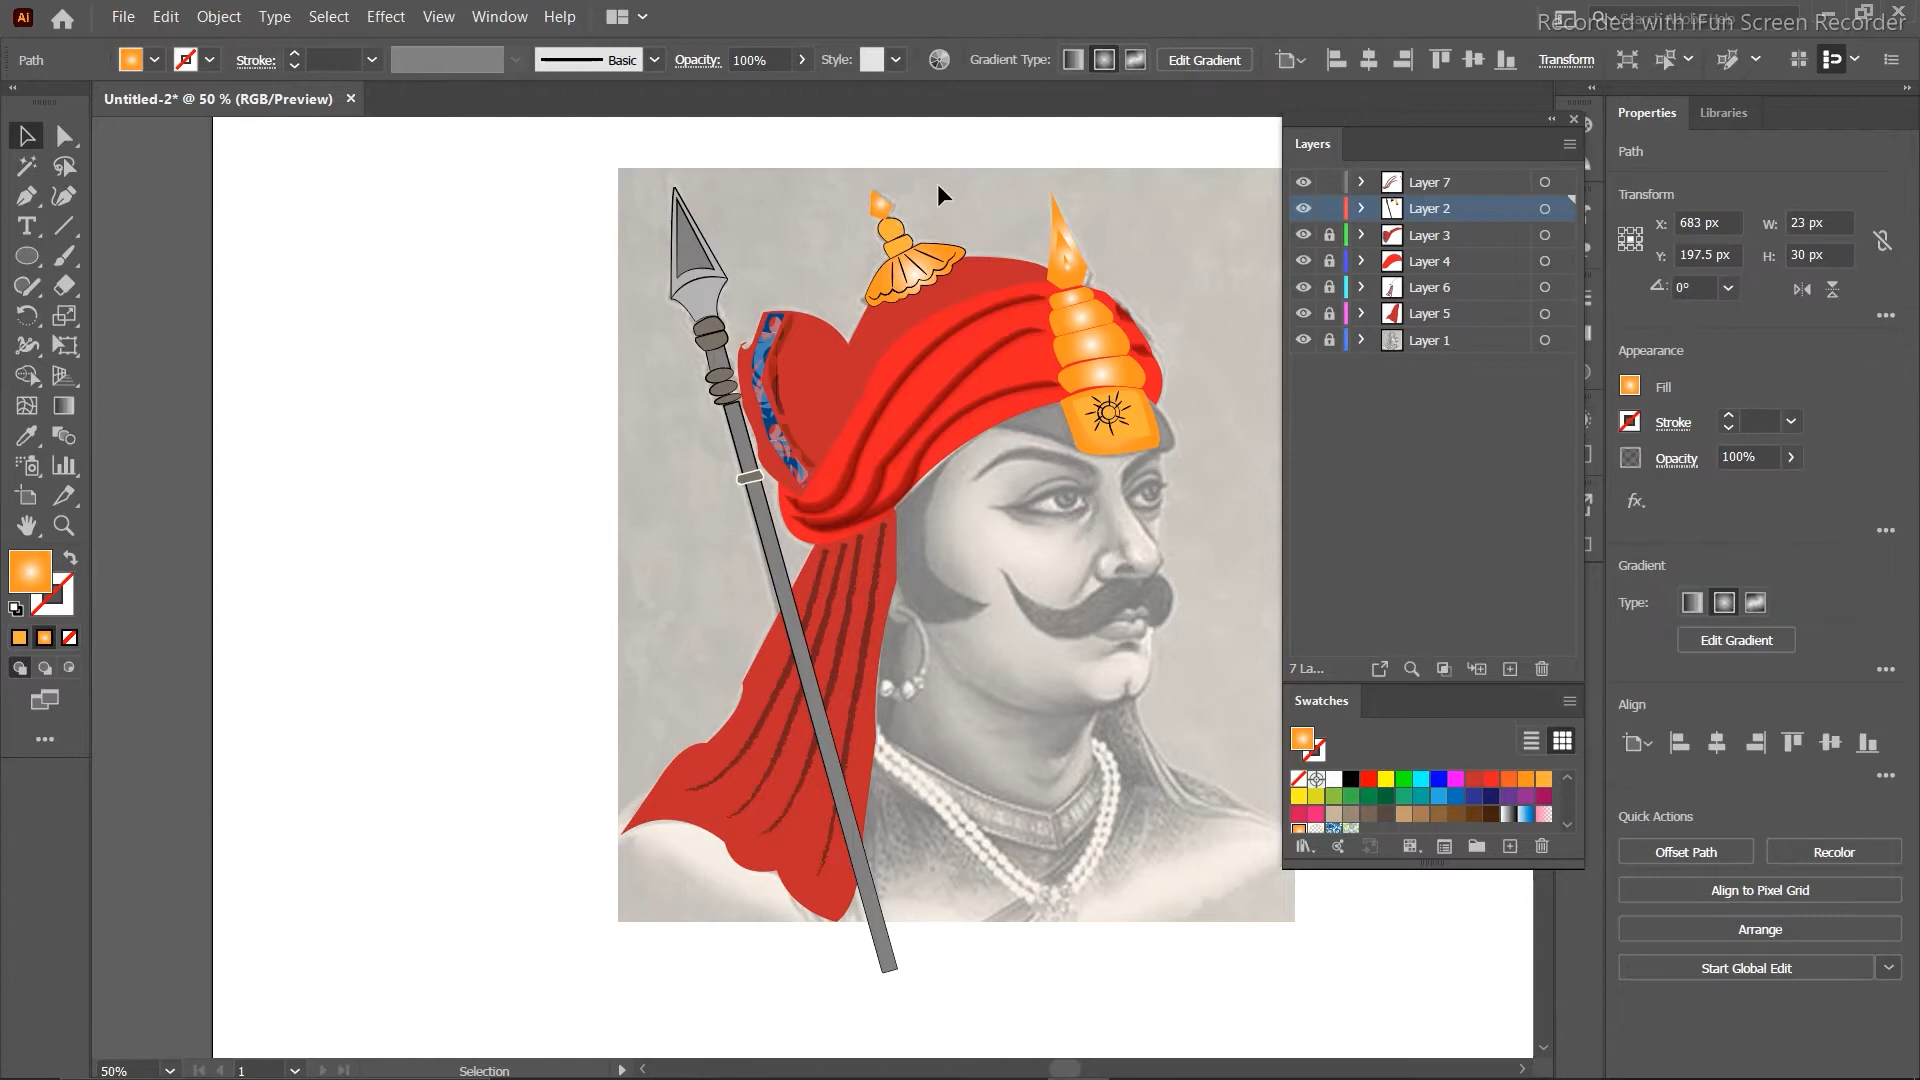 Ai File Edit Object Type Select Effect View Window Help
Search Adobe Help
Recorded with iFun Screen Recorder
Path Stroke: Basic Opacity: 100% Style: Gradient Type: Edit Gradient Transform
Untitled-2* @ 50 % (RGB/Preview) ×
Layers
Layer 7
Layer 2
Layer 3
Layer 4
Layer 6
Layer 5
Layer 1
7 La...
Swatches
Properties Libraries
Path
Transform
X: 683 px W: 23 px
Y: 197.5 px H: 30 px
0°
Appearance
Fill
Stroke
Opacity 100%
fx.
Gradient
Type:
Edit Gradient
Align
Quick Actions
Offset Path Recolor
Align to Pixel Grid
Arrange
Start Global Edit
50% 1 Selection